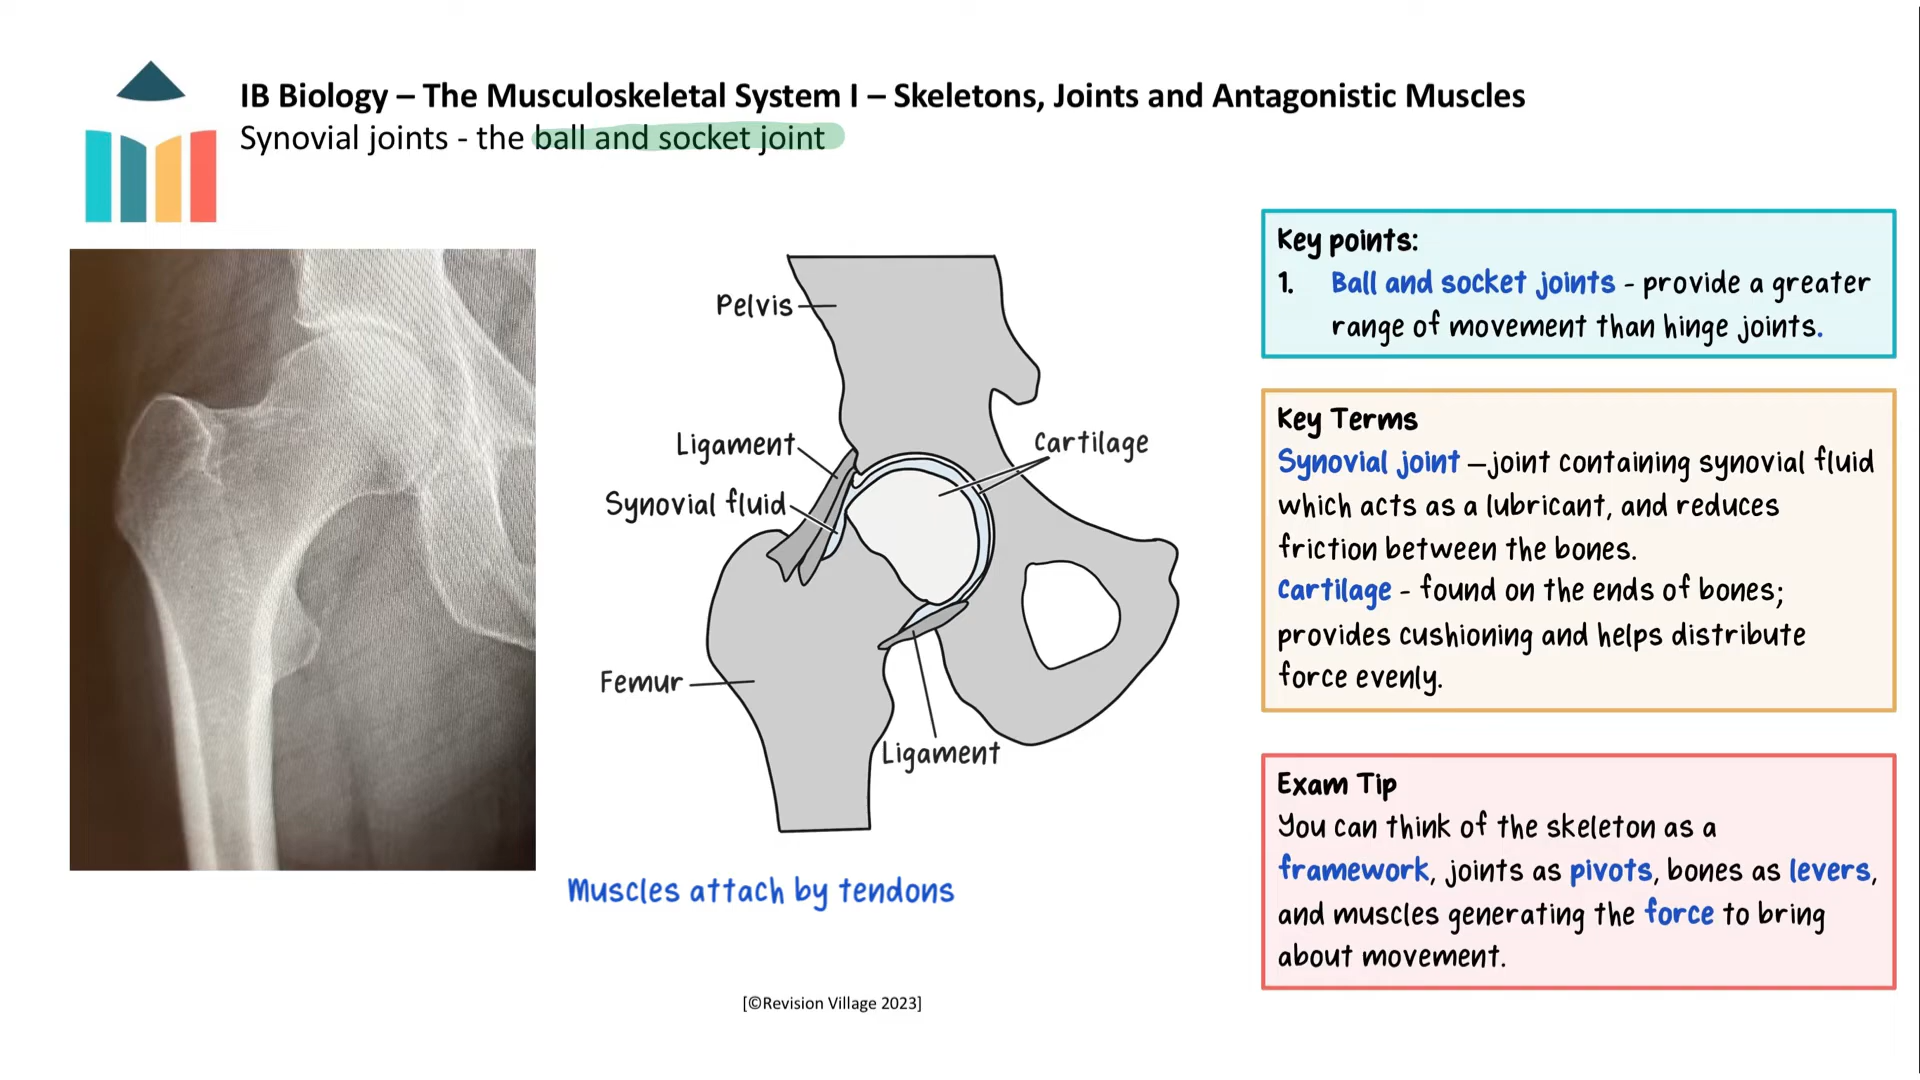 IB Biology – The Musculoskeletal System I – Skeletons, Joints and Antagonistic Muscles
Synovial joints - the ball and socket joint
Pelvis
Ligament
Synovial fluid
Cartilage
Femur
Ligament
Muscles attach by tendons
Key points:
1. Ball and socket joints - provide a greater
range of movement than hinge joints.
Key Terms
Synovial joint –joint containing synovial fluid
which acts as a lubricant, and reduces
friction between the bones.
Cartilage - found on the ends of bones;
provides cushioning and helps distribute
force evenly.
Exam Tip
You can think of the skeleton as a
framework, joints as pivots, bones as levers,
and muscles generating the force to bring
about movement.
[©Revision Village 2023]